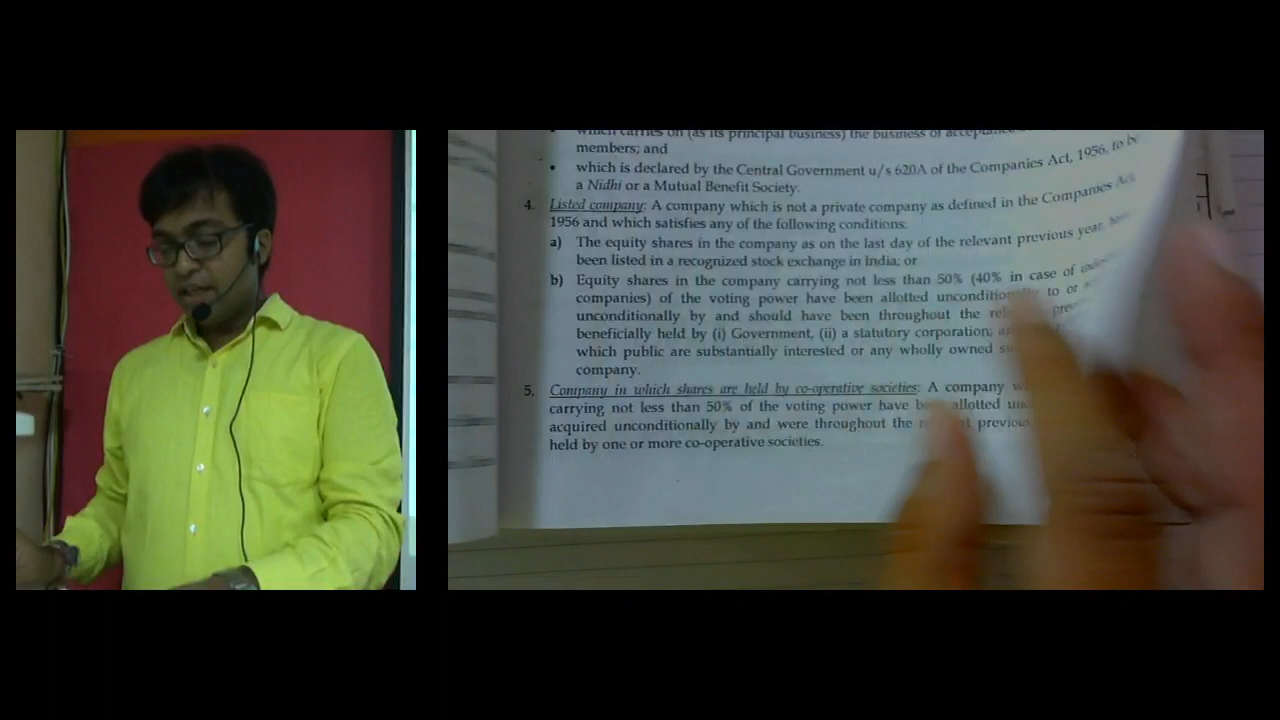 which carries on (as its principal business) the business of acceptance
members; and
• which is declared by the Central Government u/s 620A of the Companies Act, 1956, to be
a Nidhi or a Mutual Benefit Society.
4. Listed company: A company which is not a private company as defined in the Companies Act,
1956 and which satisfies any of the following conditions:
a) The equity shares in the company as on the last day of the relevant previous year
been listed in a recognized stock exchange in India; or
b) Equity shares in the company carrying not less than 50% (40% in case of
companies) of the voting power have been allotted unconditionally to or
unconditionally by and should have been throughout the
beneficially held by (i) Government, (ii) a statutory corporation;
which public are substantially interested or any wholly owned
company.
5. Company in which shares are held by co-operative societies: A company
carrying not less than 50% of the voting power have been allotted
acquired unconditionally by and were throughout the previous
held by one or more co-operative societies.